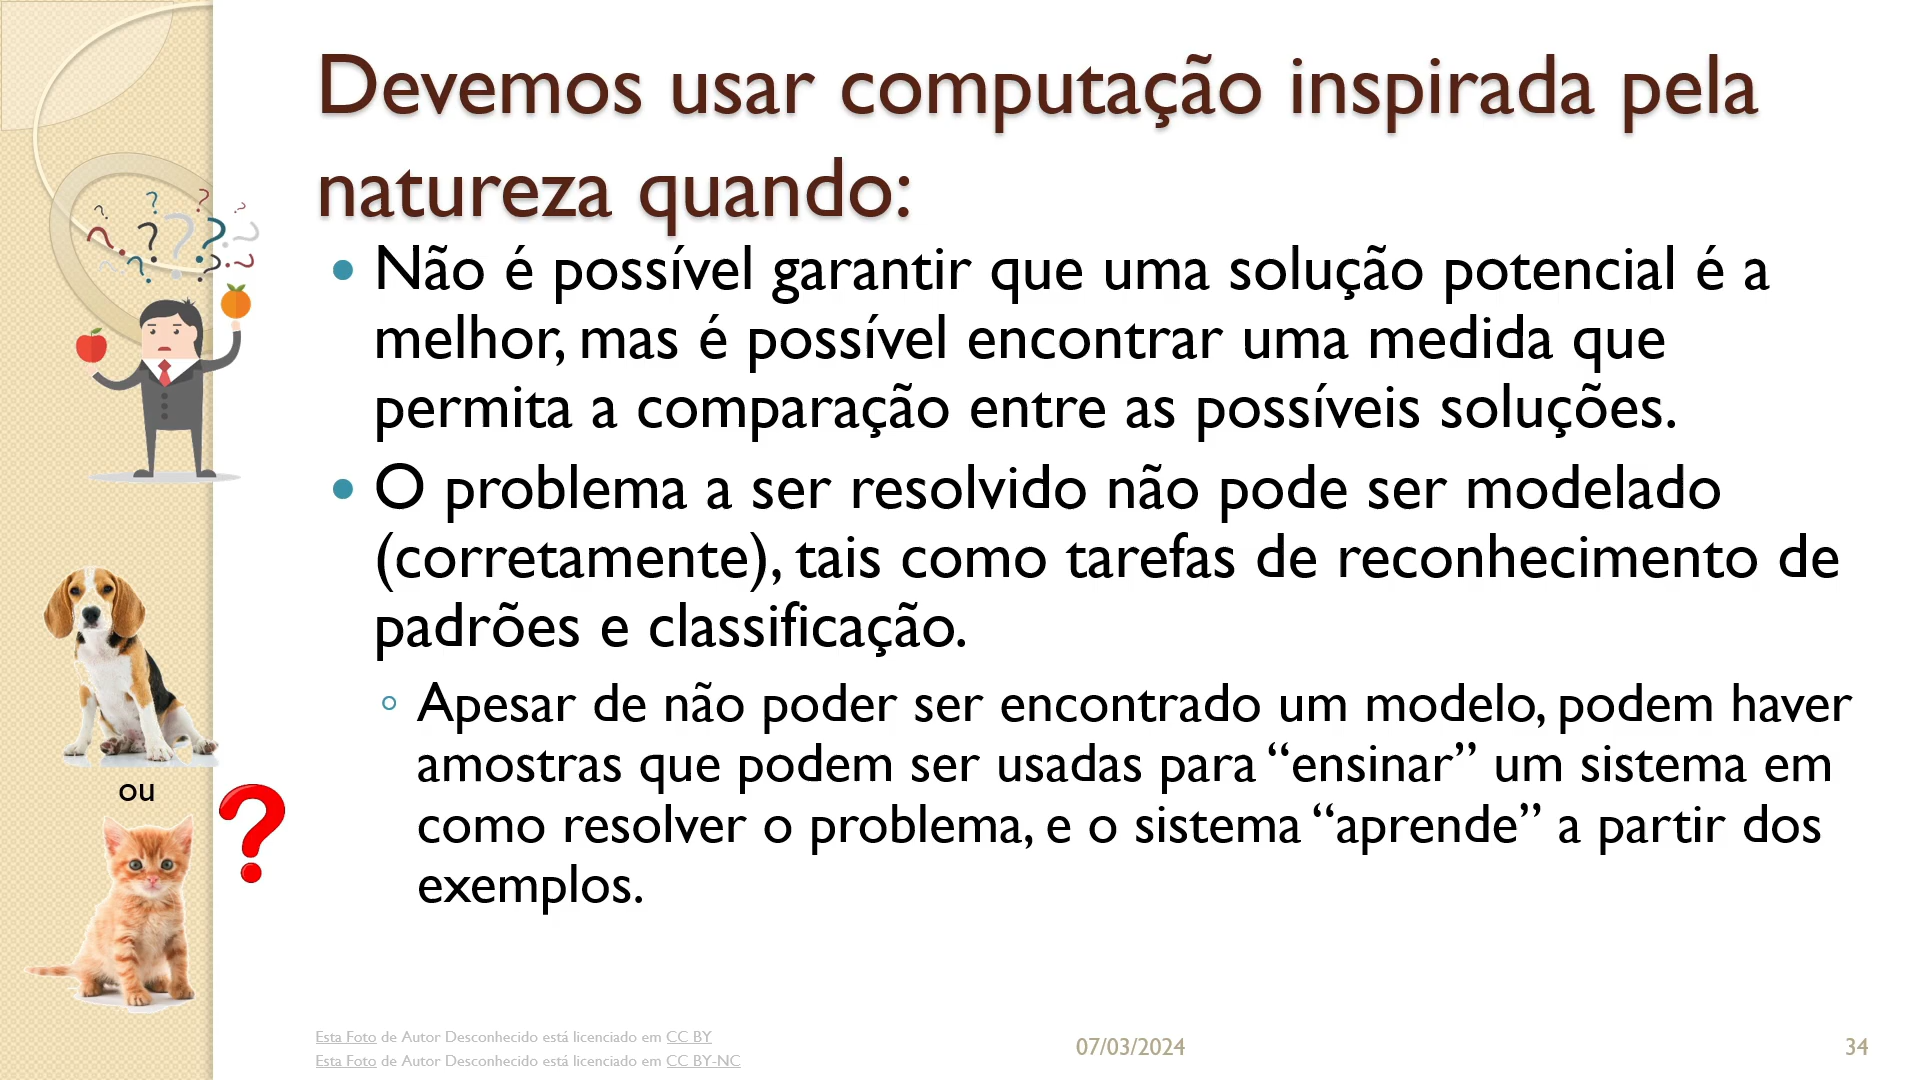 Devemos usar computação inspirada pela
natureza quando:
• Não é possível garantir que uma solução potencial é a
melhor, mas é possível encontrar uma medida que
permita a comparação entre as possíveis soluções.
• O problema a ser resolvido não pode ser modelado
(corretamente), tais como tarefas de reconhecimento de
padrões e classificação.
◦ Apesar de não poder ser encontrado um modelo, podem haver
amostras que podem ser usadas para “ensinar” um sistema em
como resolver o problema, e o sistema “aprende” a partir dos
exemplos.
ou
?
Esta Foto de Autor Desconhecido está licenciado em CC BY
Esta Foto de Autor Desconhecido está licenciado em CC BY-NC
07/03/2024
34